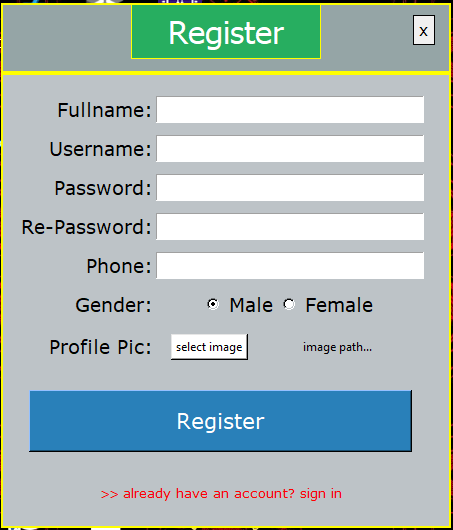 Register
x
Fullname:
Username:
Password:
Re-Password:
Phone:
Gender: Male Female
Profile Pic: select image image path...
Register
>> already have an account? sign in